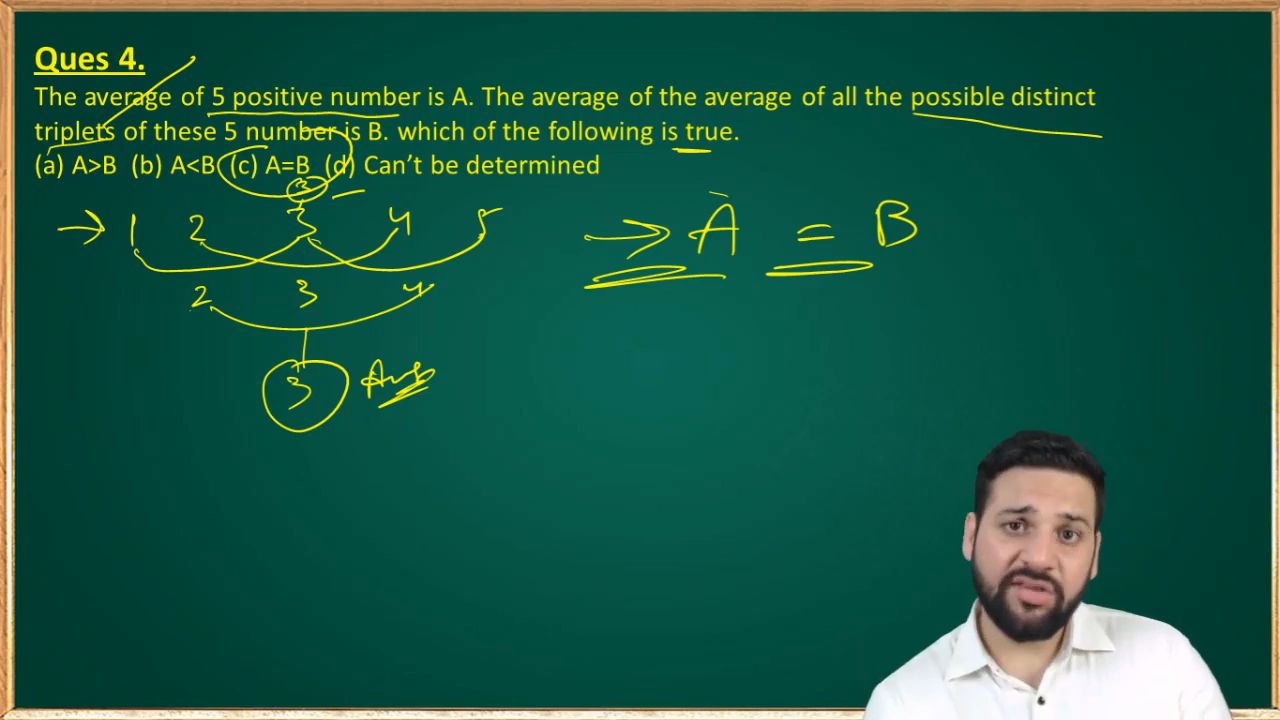 Ques 4.
The average of 5 positive number is A. The average of the average of all the possible distinct
triplets of these 5 number is B. which of the following is true.
(a) A>B (b) A<B (c) A=B (d) Can’t be determined
3
→ 1 2 3 4 5
→ A = B
2 3 4
3 Ans